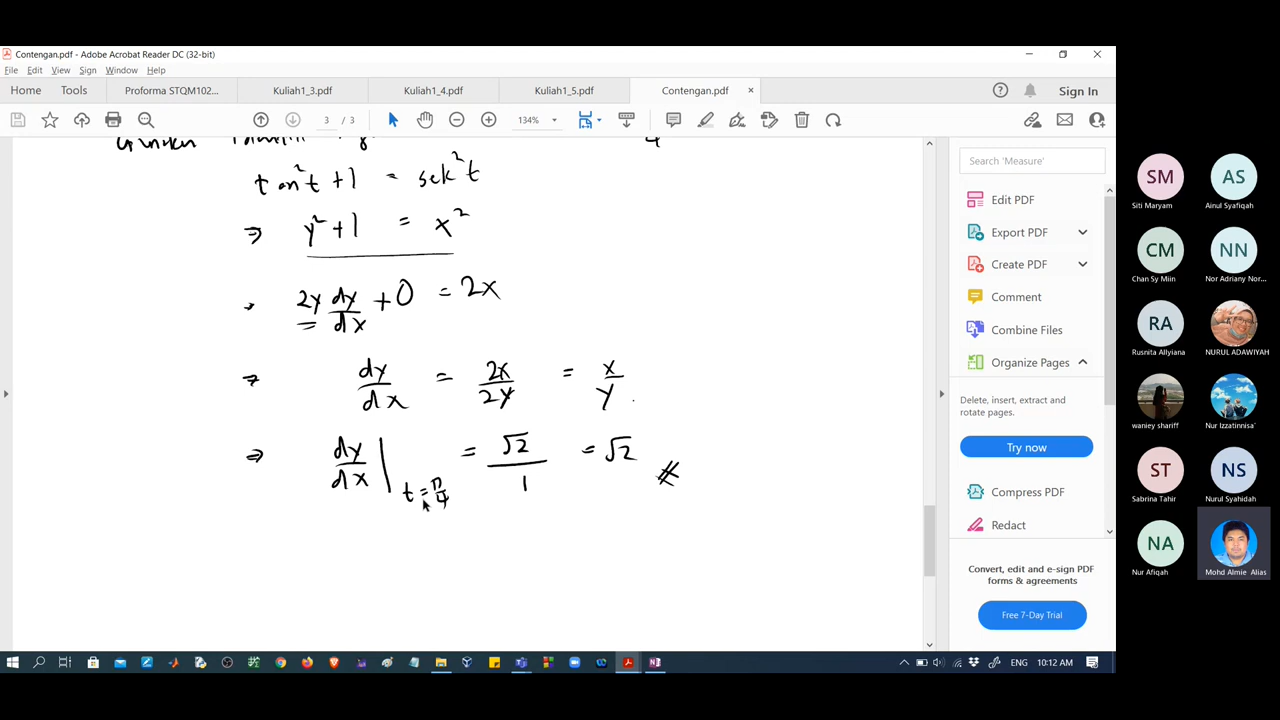 Contengan.pdf - Adobe Acrobat Reader DC (32-bit)
File Edit View Sign Window Help
Home Tools Proforma STQM102... Kuliah1_3.pdf Kuliah1_4.pdf Kuliah1_5.pdf Contengan.pdf × Sign In
3 / 3 134%
tan²t + 1 = sek²t
⇒ y² + 1 = x²
⇒ 2y dy/dx + 0 = 2x
⇒ dy/dx = 2x/2y = x/y .
⇒ dy/dx | t = π/4 = √2/1 = √2 #
Search 'Measure'
Edit PDF
Export PDF
Create PDF
Comment
Combine Files
Organize Pages
Delete, insert, extract and
rotate pages.
Try now
Compress PDF
Redact
Convert, edit and e-sign PDF
forms & agreements
Free 7-Day Trial
SM AS
Siti Maryam Ainul Syafiqah
CM NN
Chan Sy Miin Nor Adriany Nor...
RA
Rusnita Allyiana NURUL ADAWIYAH
waniey shariff Nur Izzatinnisa'
ST NS
Sabrina Tahir Nurul Syahidah
NA
Nur Afiqah Mohd Almie Alias
ENG 10:12 AM